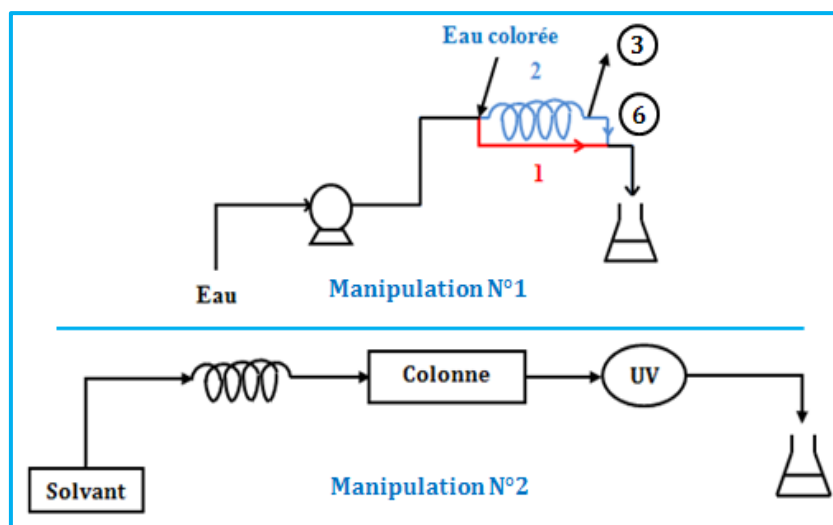 Eau colorée
3
2
6
1
Eau
Manipulation N°1
Colonne
UV
Solvant
Manipulation N°2